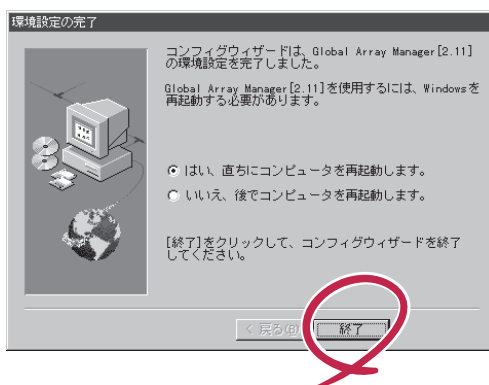 環境設定の完了
コンフィグウィザードは、Global Array Manager[2.11]
の環境設定を完了しました。
Global Array Manager[2.11]を使用するには、Windowsを
再起動する必要があります。
はい、直ちにコンピュータを再起動します。
いいえ、後でコンピュータを再起動します。
[終了]をクリックして、コンフィグウィザードを終了
してください。
< 戻る(B)
終了